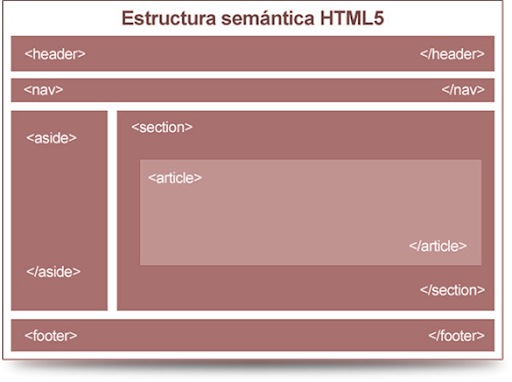 Estructura semántica HTML5
<header> </header>
<nav> </nav>
<aside>
</aside>
<section>
<article>
</article>
</section>
<footer> </footer>